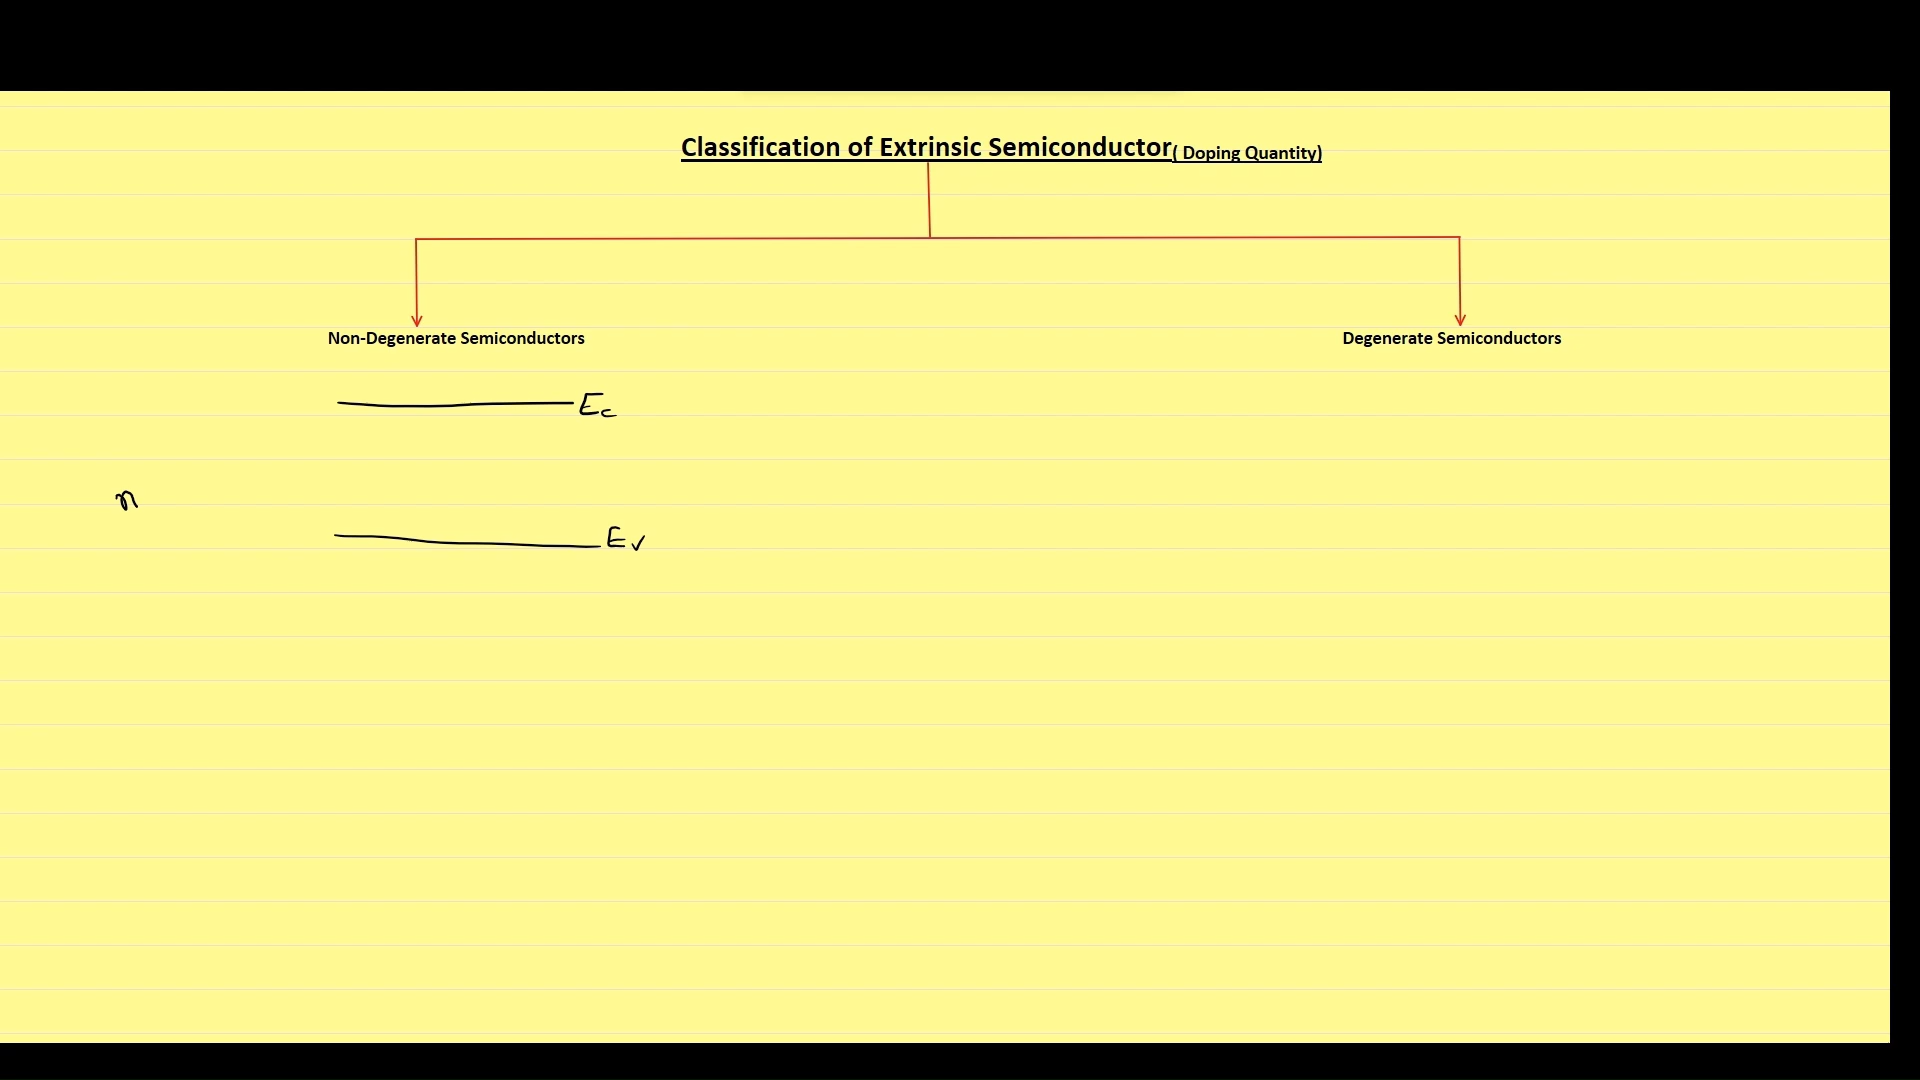 Classification of Extrinsic Semiconductor( Doping Quantity)
Non-Degenerate Semiconductors Degenerate Semiconductors
Ec
n
Ev